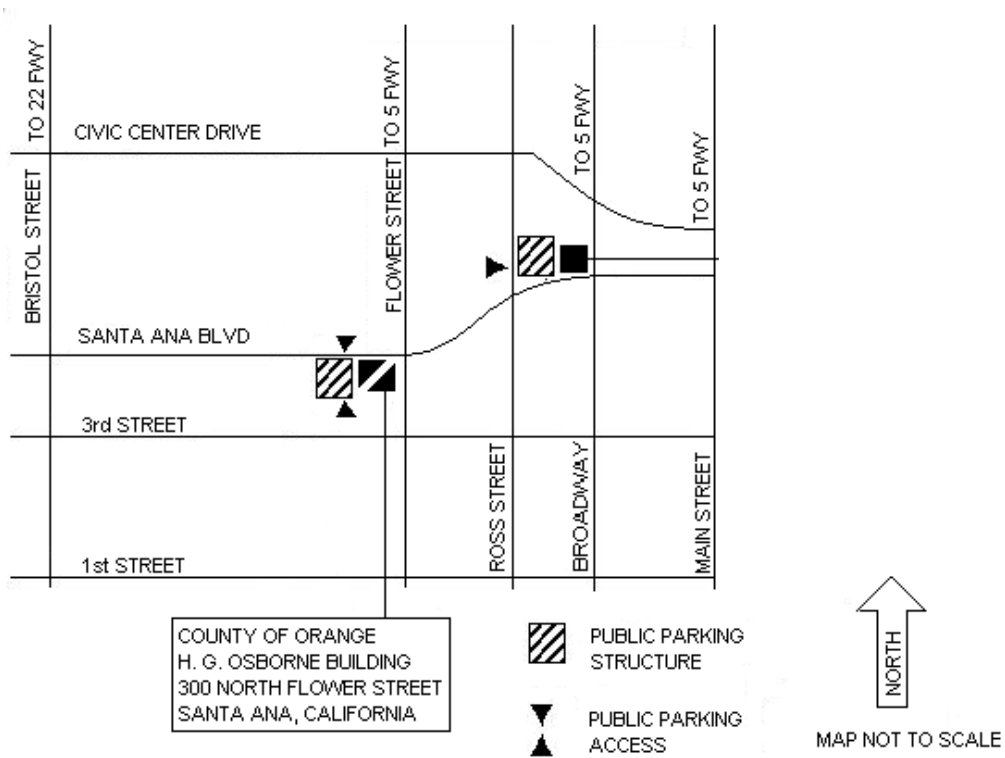 TO 22 FWY
BRISTOL STREET
CIVIC CENTER DRIVE
TO 5 FWY
FLOWER STREET
TO 5 FWY
TO 5 FWY
SANTA ANA BLVD
3rd STREET
ROSS STREET
BROADWAY
MAIN STREET
1st STREET
COUNTY OF ORANGE
H. G. OSBORNE BUILDING
300 NORTH FLOWER STREET
SANTA ANA, CALIFORNIA
PUBLIC PARKING
STRUCTURE
PUBLIC PARKING
ACCESS
NORTH
MAP NOT TO SCALE